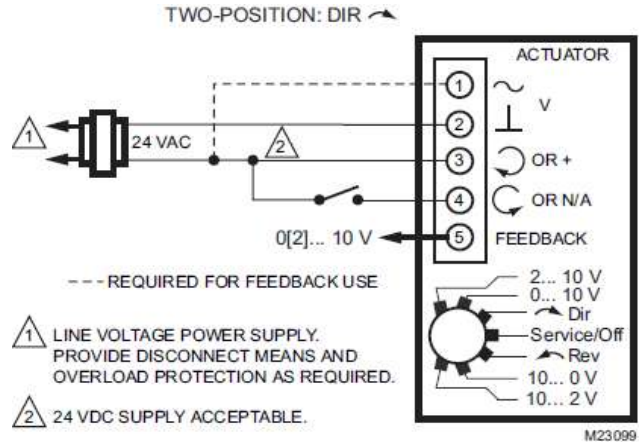 TWO-POSITION: DIR
ACTUATOR
1
2
V
1
24 VAC
2
3
OR +
4
OR N/A
0[2]... 10 V
5
FEEDBACK
--- REQUIRED FOR FEEDBACK USE
2... 10 V
0... 10 V
Dir
Service/Off
Rev
10... 0 V
10... 2 V
1 LINE VOLTAGE POWER SUPPLY.
PROVIDE DISCONNECT MEANS AND
OVERLOAD PROTECTION AS REQUIRED.
2 24 VDC SUPPLY ACCEPTABLE.
M23099